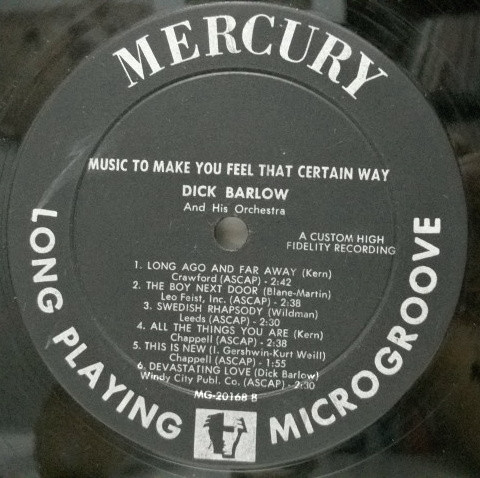 MERCURY
MUSIC TO MAKE YOU FEEL THAT CERTAIN WAY
DICK BARLOW
And His Orchestra
A CUSTOM HIGH
FIDELITY RECORDING
1. LONG AGO AND FAR AWAY (Kern)
Crawford (ASCAP) - 2:42
2. THE BOY NEXT DOOR (Blane-Martin)
Leo Feist, Inc. (ASCAP) - 2:38
3. SWEDISH RHAPSODY (Wildman)
Leeds (ASCAP) - 2:30
4. ALL THE THINGS YOU ARE (Kern)
Chappell (ASCAP) - 2:38
5. THIS IS NEW (I. Gershwin-Kurt Weill)
Chappell (ASCAP) - 1:55
6. DEVASTATING LOVE (Dick Barlow)
Windy City Publ. Co. (ASCAP) - 2:30
MG-20168 B
LONG PLAYING MICROGROOVE